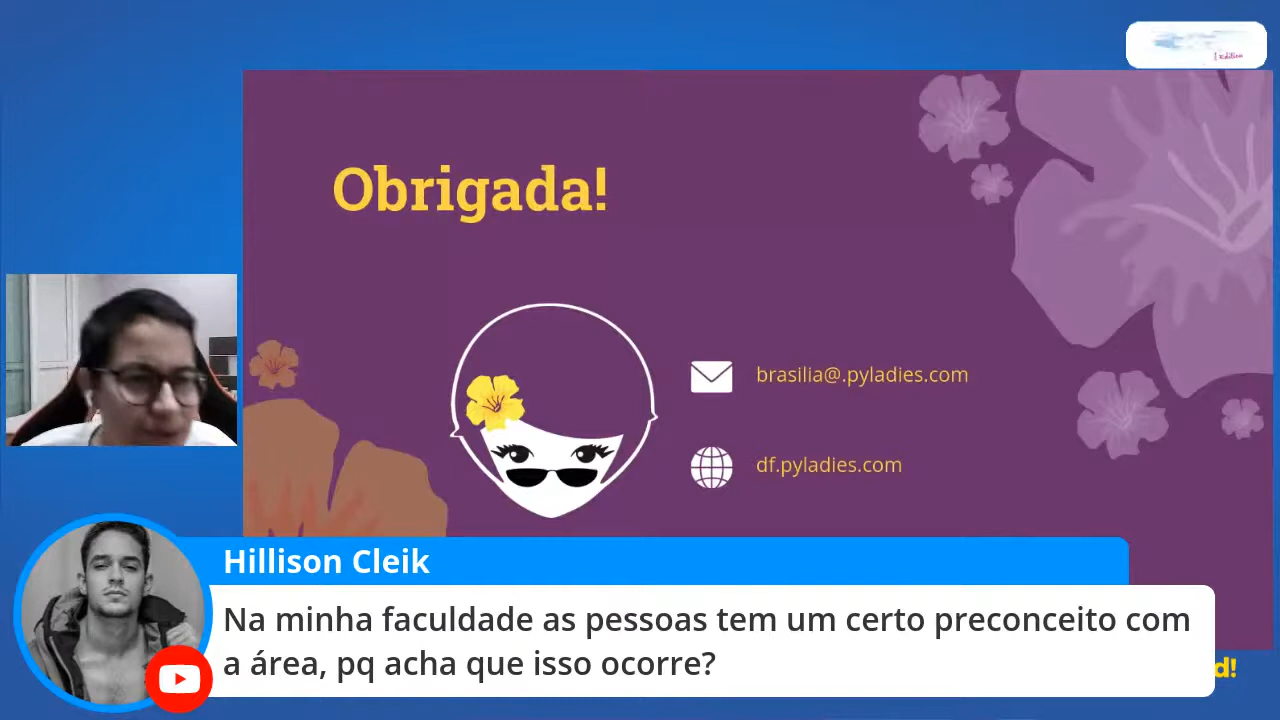 Edition
Obrigada!
brasilia@.pyladies.com
df.pyladies.com
Hillison Cleik
Na minha faculdade as pessoas tem um certo preconceito com
a área, pq acha que isso ocorre?
d!